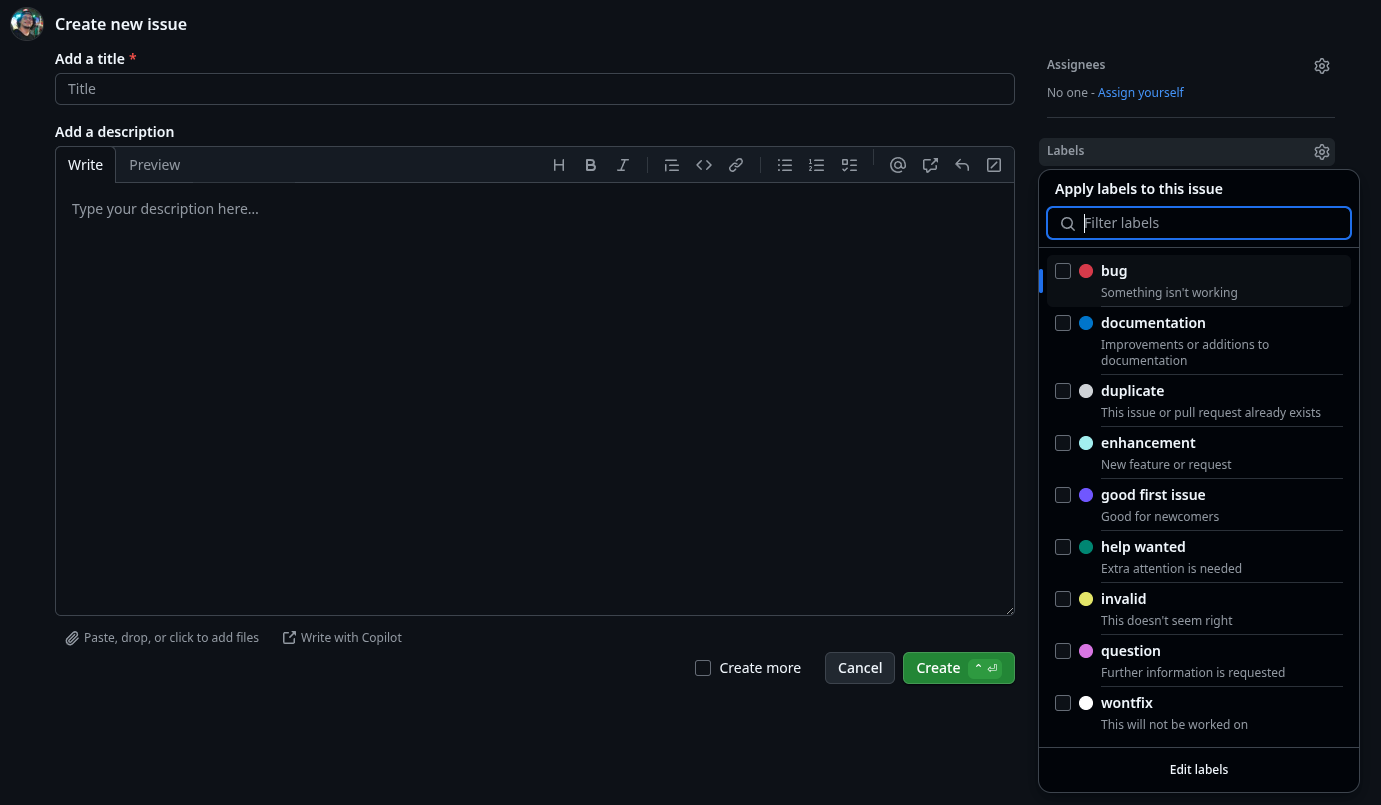 Create new issue
Add a title *
Title
Add a description
Write
Preview
Type your description here...
Paste, drop, or click to add files
Write with Copilot
Create more
Cancel
Create
Assignees
No one - Assign yourself
Labels
Apply labels to this issue
Filter labels
bug
Something isn't working
documentation
Improvements or additions to
documentation
duplicate
This issue or pull request already exists
enhancement
New feature or request
good first issue
Good for newcomers
help wanted
Extra attention is needed
invalid
This doesn't seem right
question
Further information is requested
wontfix
This will not be worked on
Edit labels